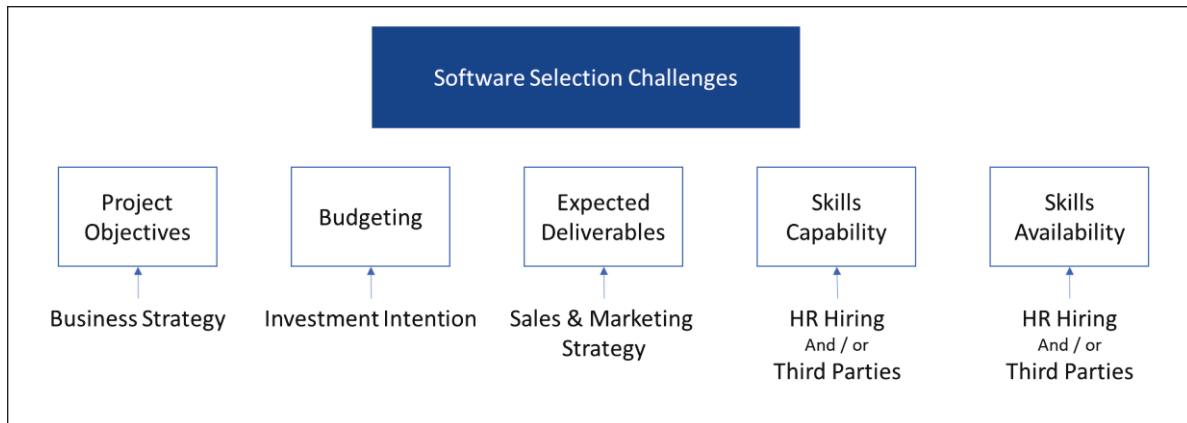 Software Selection Challenges
Project
Objectives
Budgeting
Expected
Deliverables
Skills
Capability
Skills
Availability
Business Strategy
Investment Intention
Sales & Marketing
Strategy
HR Hiring
And / or
Third Parties
HR Hiring
And / or
Third Parties